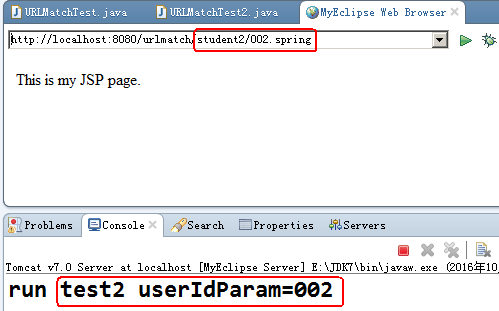 URLMatchTest.java URLMatchTest2.java MyEclipse Web Browser
http://localhost:8080/urlmatch/student2/002.spring
This is my JSP page.
Problems Console Search Properties Servers
Tomcat v7.0 Server at localhost [MyEclipse Server] E:\JDK7\bin\javaw.exe (2016年10
run test2 userIdParam=002